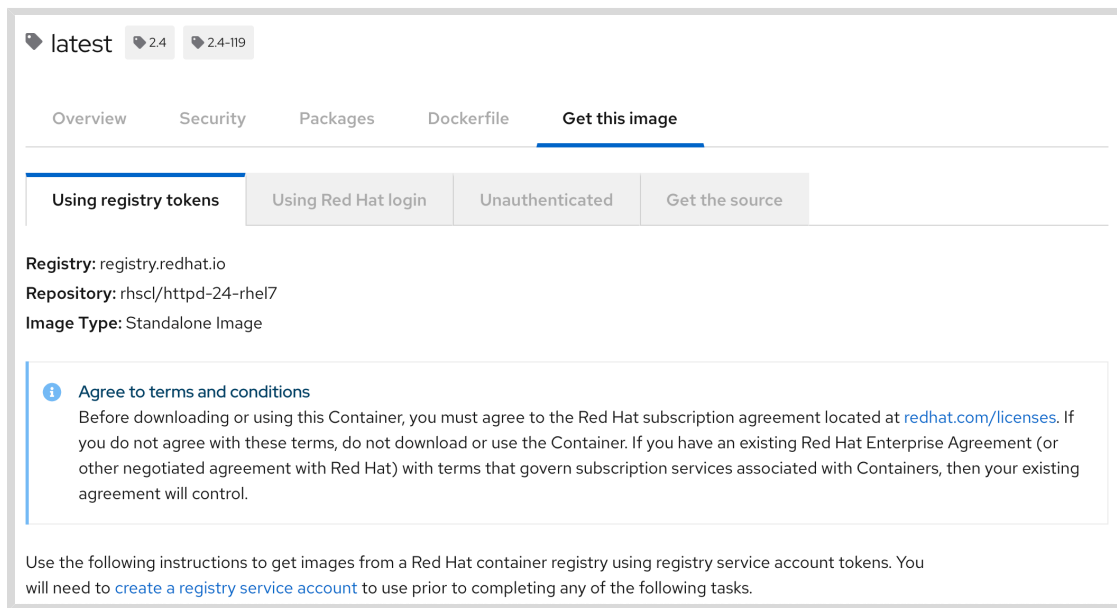 latest 2.4 2.4-119
Overview Security Packages Dockerfile Get this image
Using registry tokens Using Red Hat login Unauthenticated Get the source
Registry: registry.redhat.io
Repository: rhscl/httpd-24-rhel7
Image Type: Standalone Image
Agree to terms and conditions
Before downloading or using this Container, you must agree to the Red Hat subscription agreement located at redhat.com/licenses. If
you do not agree with these terms, do not download or use the Container. If you have an existing Red Hat Enterprise Agreement (or
other negotiated agreement with Red Hat) with terms that govern subscription services associated with Containers, then your existing
agreement will control.
Use the following instructions to get images from a Red Hat container registry using registry service account tokens. You
will need to create a registry service account to use prior to completing any of the following tasks.